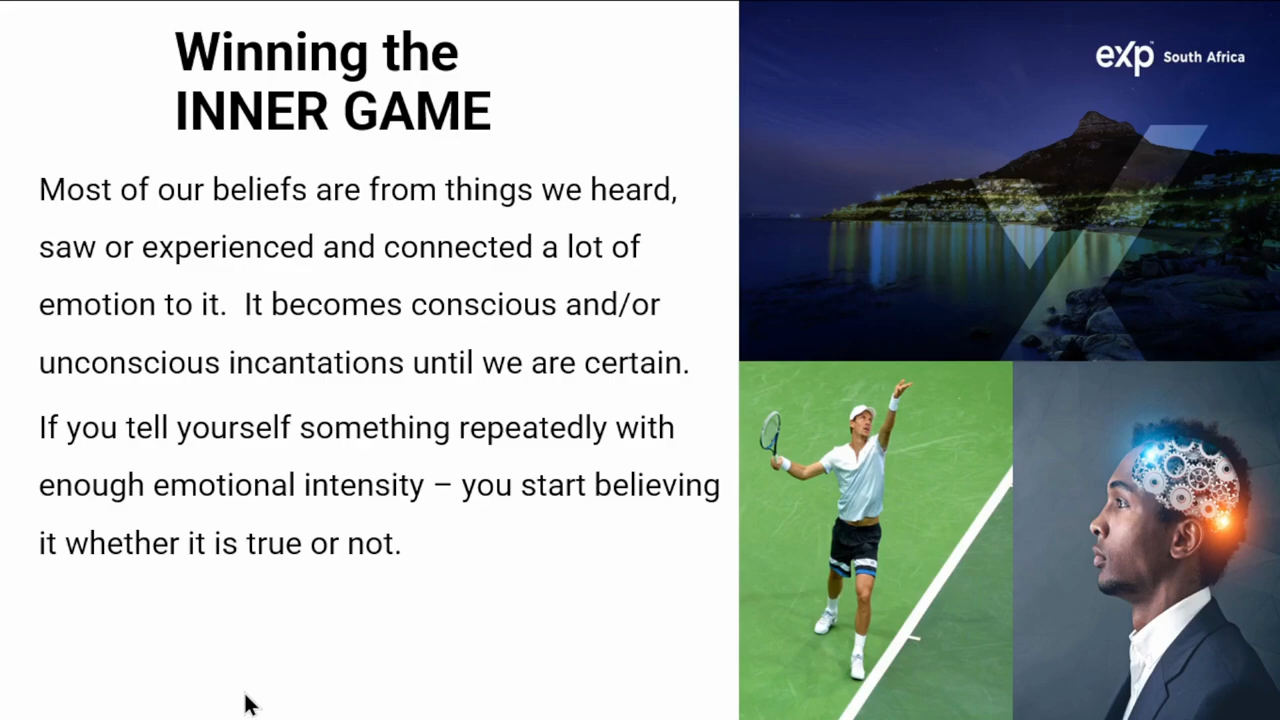 Winning the
INNER GAME
Most of our beliefs are from things we heard,
saw or experienced and connected a lot of
emotion to it.  It becomes conscious and/or
unconscious incantations until we are certain.
If you tell yourself something repeatedly with
enough emotional intensity – you start believing
it whether it is true or not.
eXp South Africa